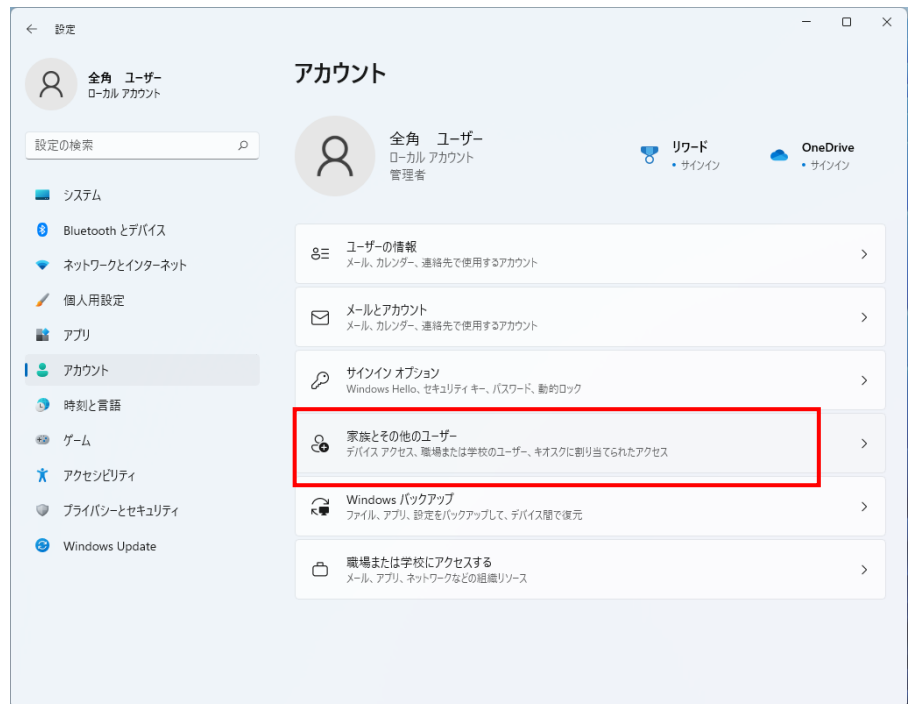 設定
全角　ユーザー
ローカル アカウント
設定の検索
システム
Bluetooth とデバイス
ネットワークとインターネット
個人用設定
アプリ
アカウント
時刻と言語
ゲーム
アクセシビリティ
プライバシーとセキュリティ
Windows Update
アカウント
全角　ユーザー
ローカル アカウント
管理者
リワード
• サインイン
OneDrive
• サインイン
ユーザーの情報
メール、カレンダー、連絡先で使用するアカウント
メールとアカウント
メール、カレンダー、連絡先で使用するアカウント
サインイン オプション
Windows Hello、セキュリティ キー、パスワード、動的ロック
家族とその他のユーザー
デバイス アクセス、職場または学校のユーザー、キオスクに割り当てられたアクセス
Windows バックアップ
ファイル、アプリ、設定をバックアップして、デバイス間で復元
職場または学校にアクセスする
メール、アプリ、ネットワークなどの組織リソース